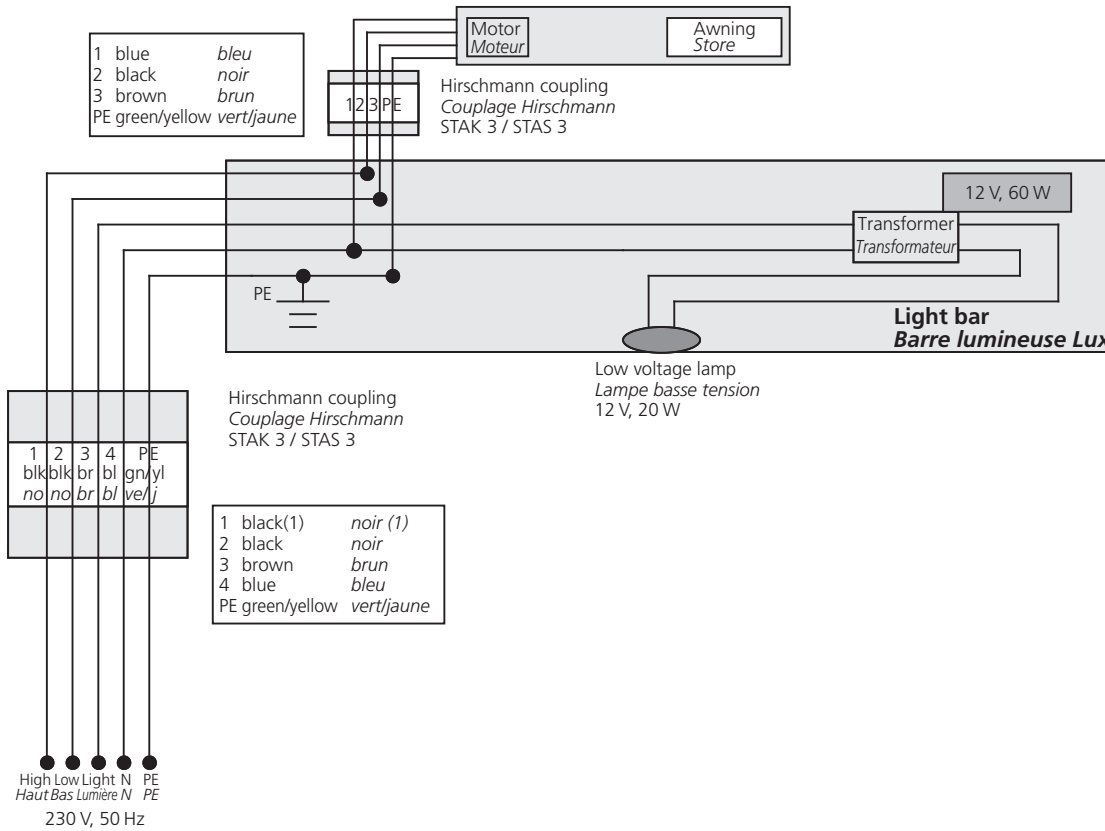 Motor
Moteur
Awning
Store
1 blue bleu
2 black noir
3 brown brun
PE green/yellow vert/jaune
1 2 3 PE
Hirschmann coupling
Couplage Hirschmann
STAK 3 / STAS 3
12 V, 60 W
Transformer
Transformateur
PE
Light bar
Barre lumineuse Lux
Low voltage lamp
Lampe basse tension
12 V, 20 W
Hirschmann coupling
Couplage Hirschmann
STAK 3 / STAS 3
1 2 3 4 PE
blk blk br bl gn/yl
no no br bl ve/j
1 black(1) noir (1)
2 black noir
3 brown brun
4 blue bleu
PE green/yellow vert/jaune
High Low Light N PE
Haut Bas Lumière N PE
230 V, 50 Hz